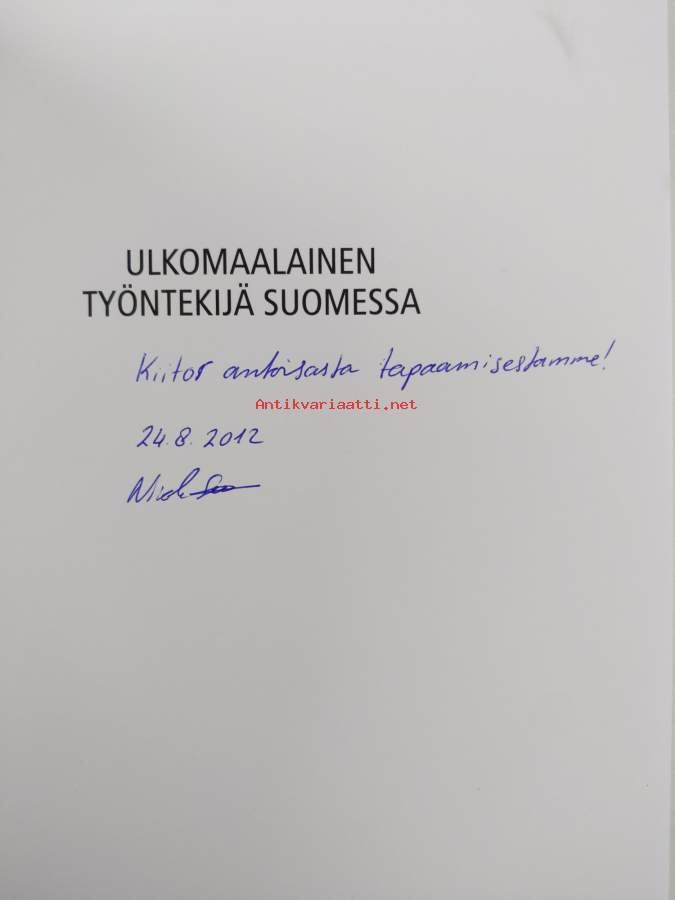 ULKOMAALAINEN
TYÖNTEKIJÄ SUOMESSA
Kiitos antoisasta tapaamisestamme!
Antikvariaatti.net
24.8.2012